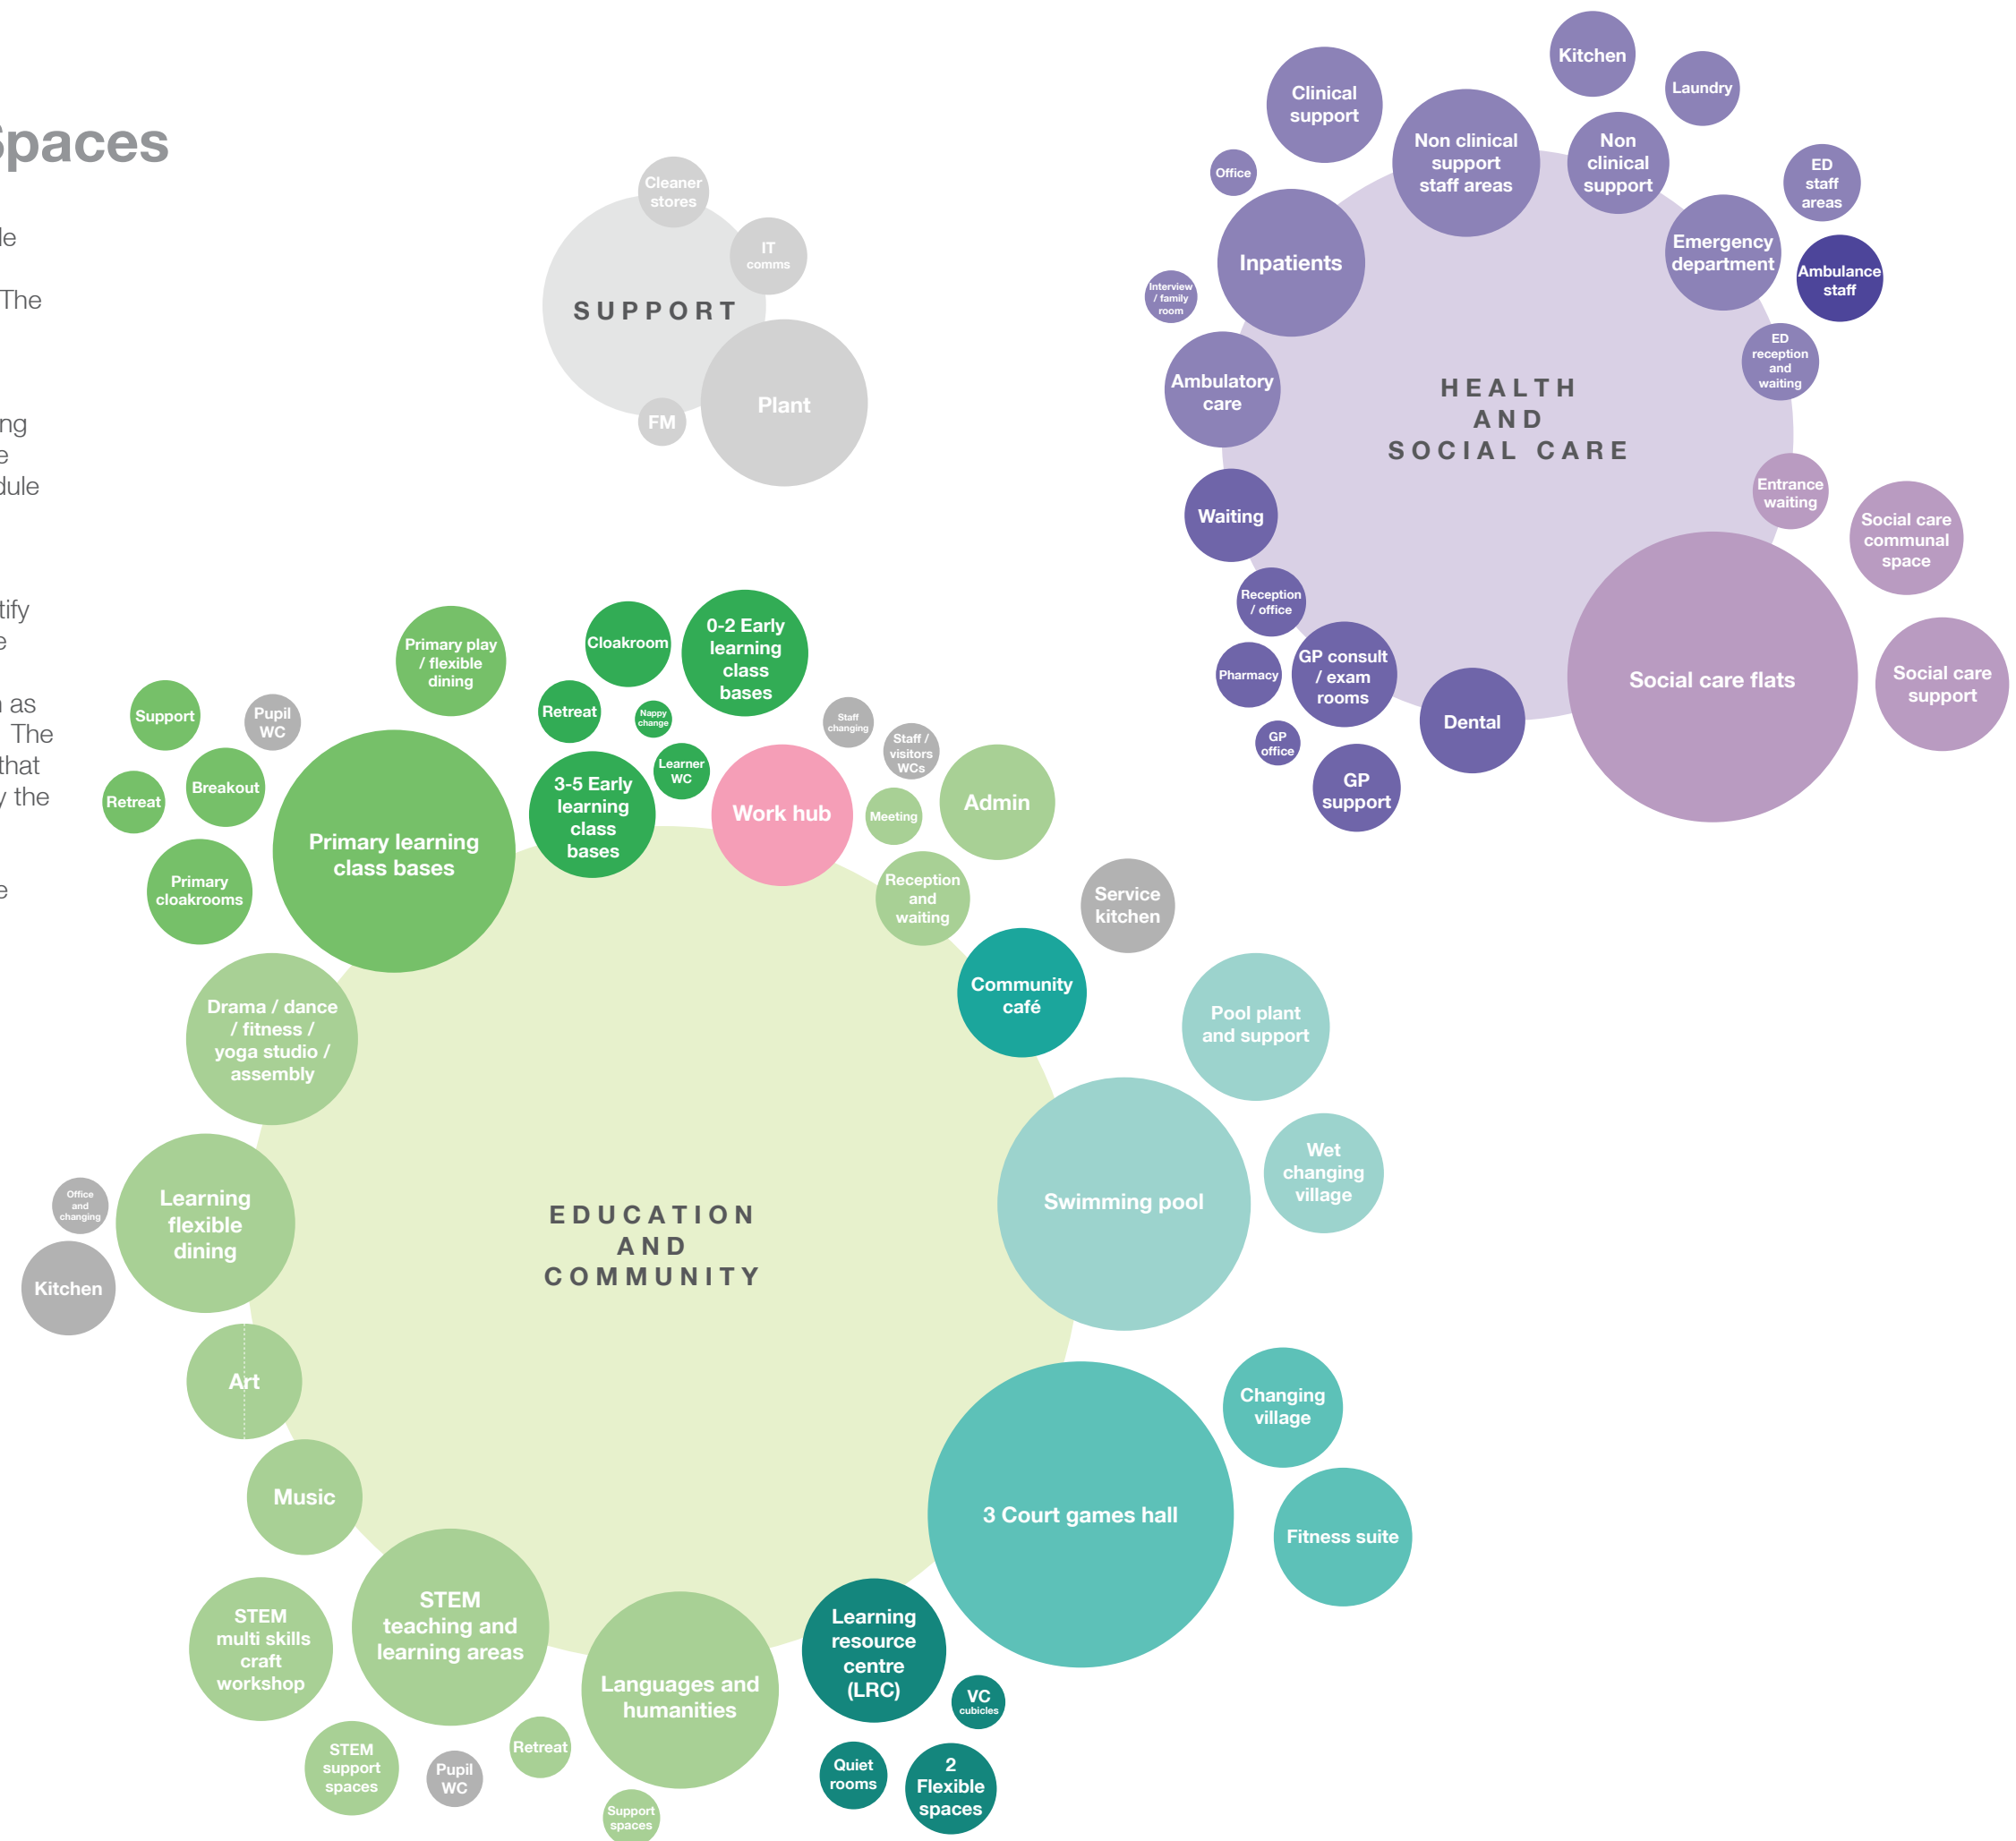 Spaces
The
dule
as
The
that
y the
Cleaner
stores
IT
comms
SUPPORT
Plant
FM
Kitchen
Laundry
Clinical
support
Non clinical
support
staff areas
Non
clinical
support
ED
staff
areas
Office
Inpatients
Emergency
department
Ambulance
staff
Interview
/ family
room
ED
reception
and
waiting
Ambulatory
care
HEALTH
AND
SOCIAL CARE
Waiting
Entrance
waiting
Social care
communal
space
Reception
/ office
Pharmacy
GP consult
/ exam
rooms
Social care flats
Social care
support
Dental
GP
office
GP
support
Primary play
/ flexible
dining
Cloakroom
0-2 Early
learning
class
bases
Support
Pupil
WC
Retreat
Nappy
change
Staff
changing
Staff /
visitors
WCs
Learner
WC
Retreat
Breakout
3-5 Early
learning
class
bases
Work hub
Meeting
Admin
Primary learning
class bases
Primary
cloakrooms
Reception
and
waiting
Service
kitchen
Community
café
Drama / dance
/ fitness /
yoga studio /
assembly
Pool plant
and support
Wet
changing
village
Office
and
changing
Learning
flexible
dining
Kitchen
EDUCATION
AND
COMMUNITY
Swimming pool
Art
Changing
village
Music
3 Court games hall
Fitness suite
STEM
multi skills
craft
workshop
STEM
teaching and
learning areas
Languages and
humanities
Learning
resource
centre
(LRC)
VC
cubicles
STEM
support
spaces
Pupil
WC
Retreat
Support
spaces
Quiet
rooms
2
Flexible
spaces